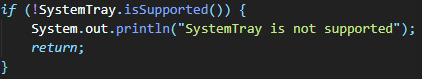 if (!SystemTray.isSupported()) {
    System.out.println("SystemTray is not supported");
    return;
}